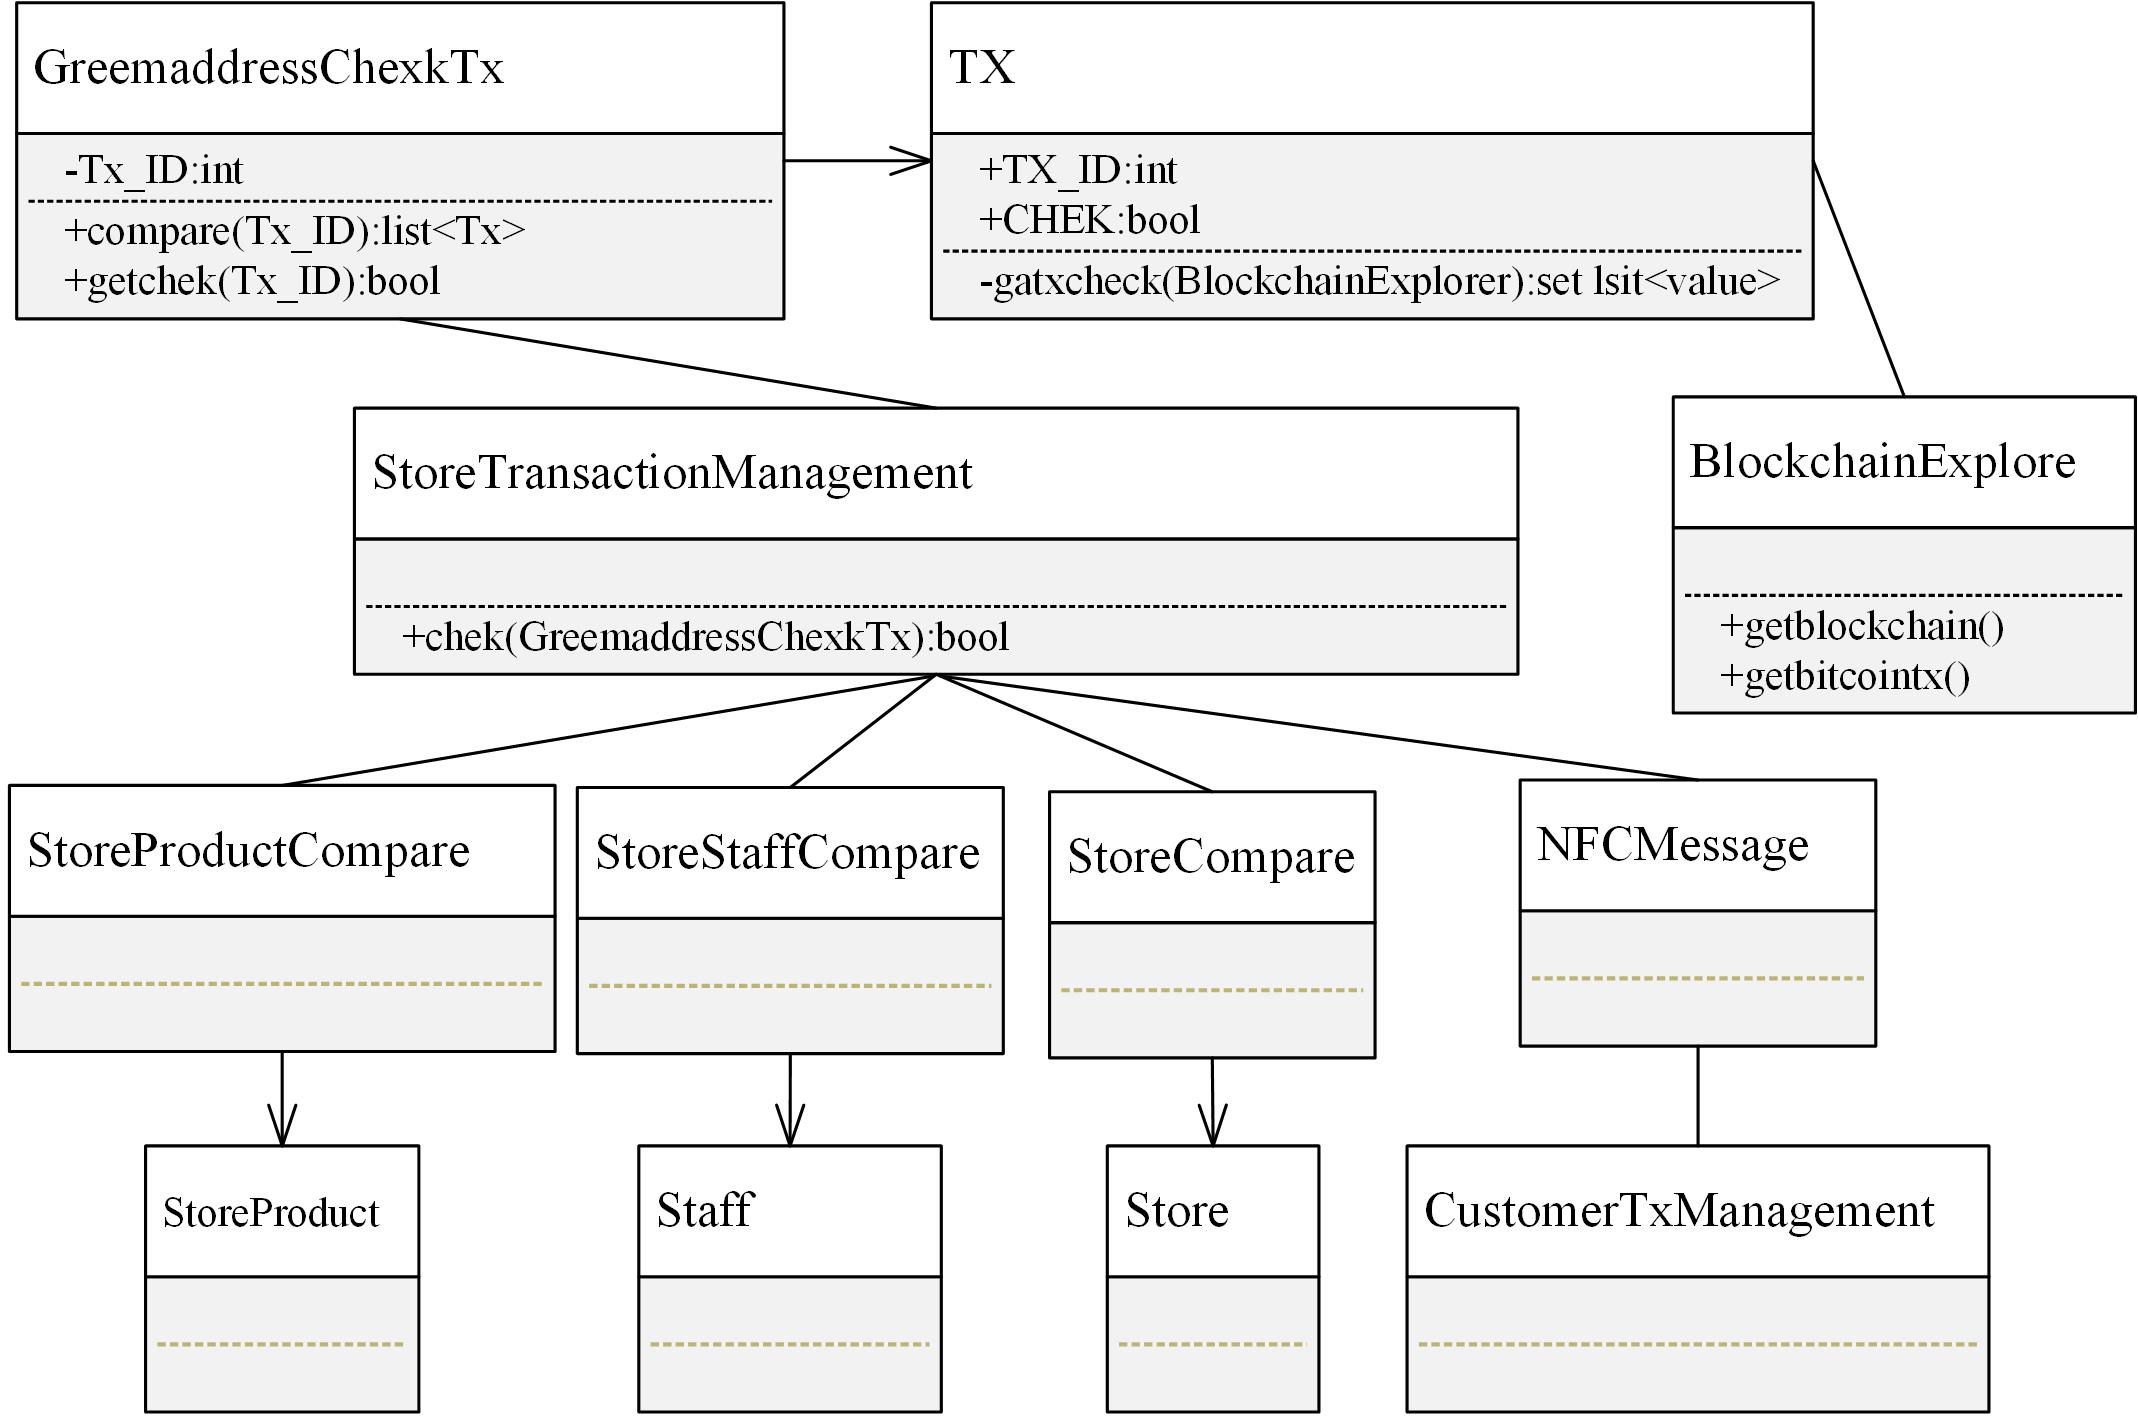 GreemaddressChexkTx
-Tx_ID:int
+compare(Tx_ID):list<Tx>
+getchek(Tx_ID):bool
TX
+TX_ID:int
+CHEK:bool
-gatxcheck(BlockchainExplorer):set lsit<value>
StoreTransactionManagement
+chek(GreemaddressChexkTx):bool
BlockchainExplore
+getblockchain()
+getbitcointx()
StoreProductCompare
StoreStaffCompare
StoreCompare
NFCMessage
StoreProduct
Staff
Store
CustomerTxManagement